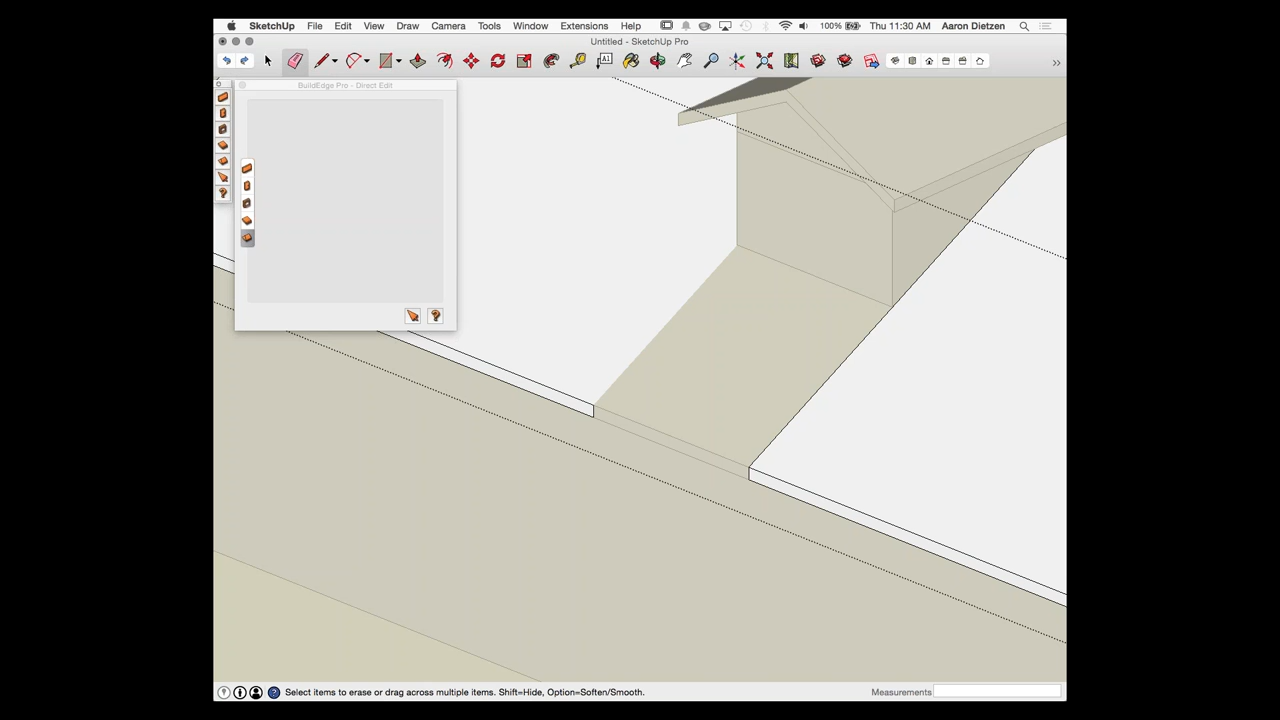 SketchUp File Edit View Draw Camera Tools Window Extensions Help 100% Thu 11:30 AM Aaron Dietzen
Untitled - SketchUp Pro
A1
BuildEdge Pro - Direct Edit
Select items to erase or drag across multiple items. Shift=Hide, Option=Soften/Smooth. Measurements